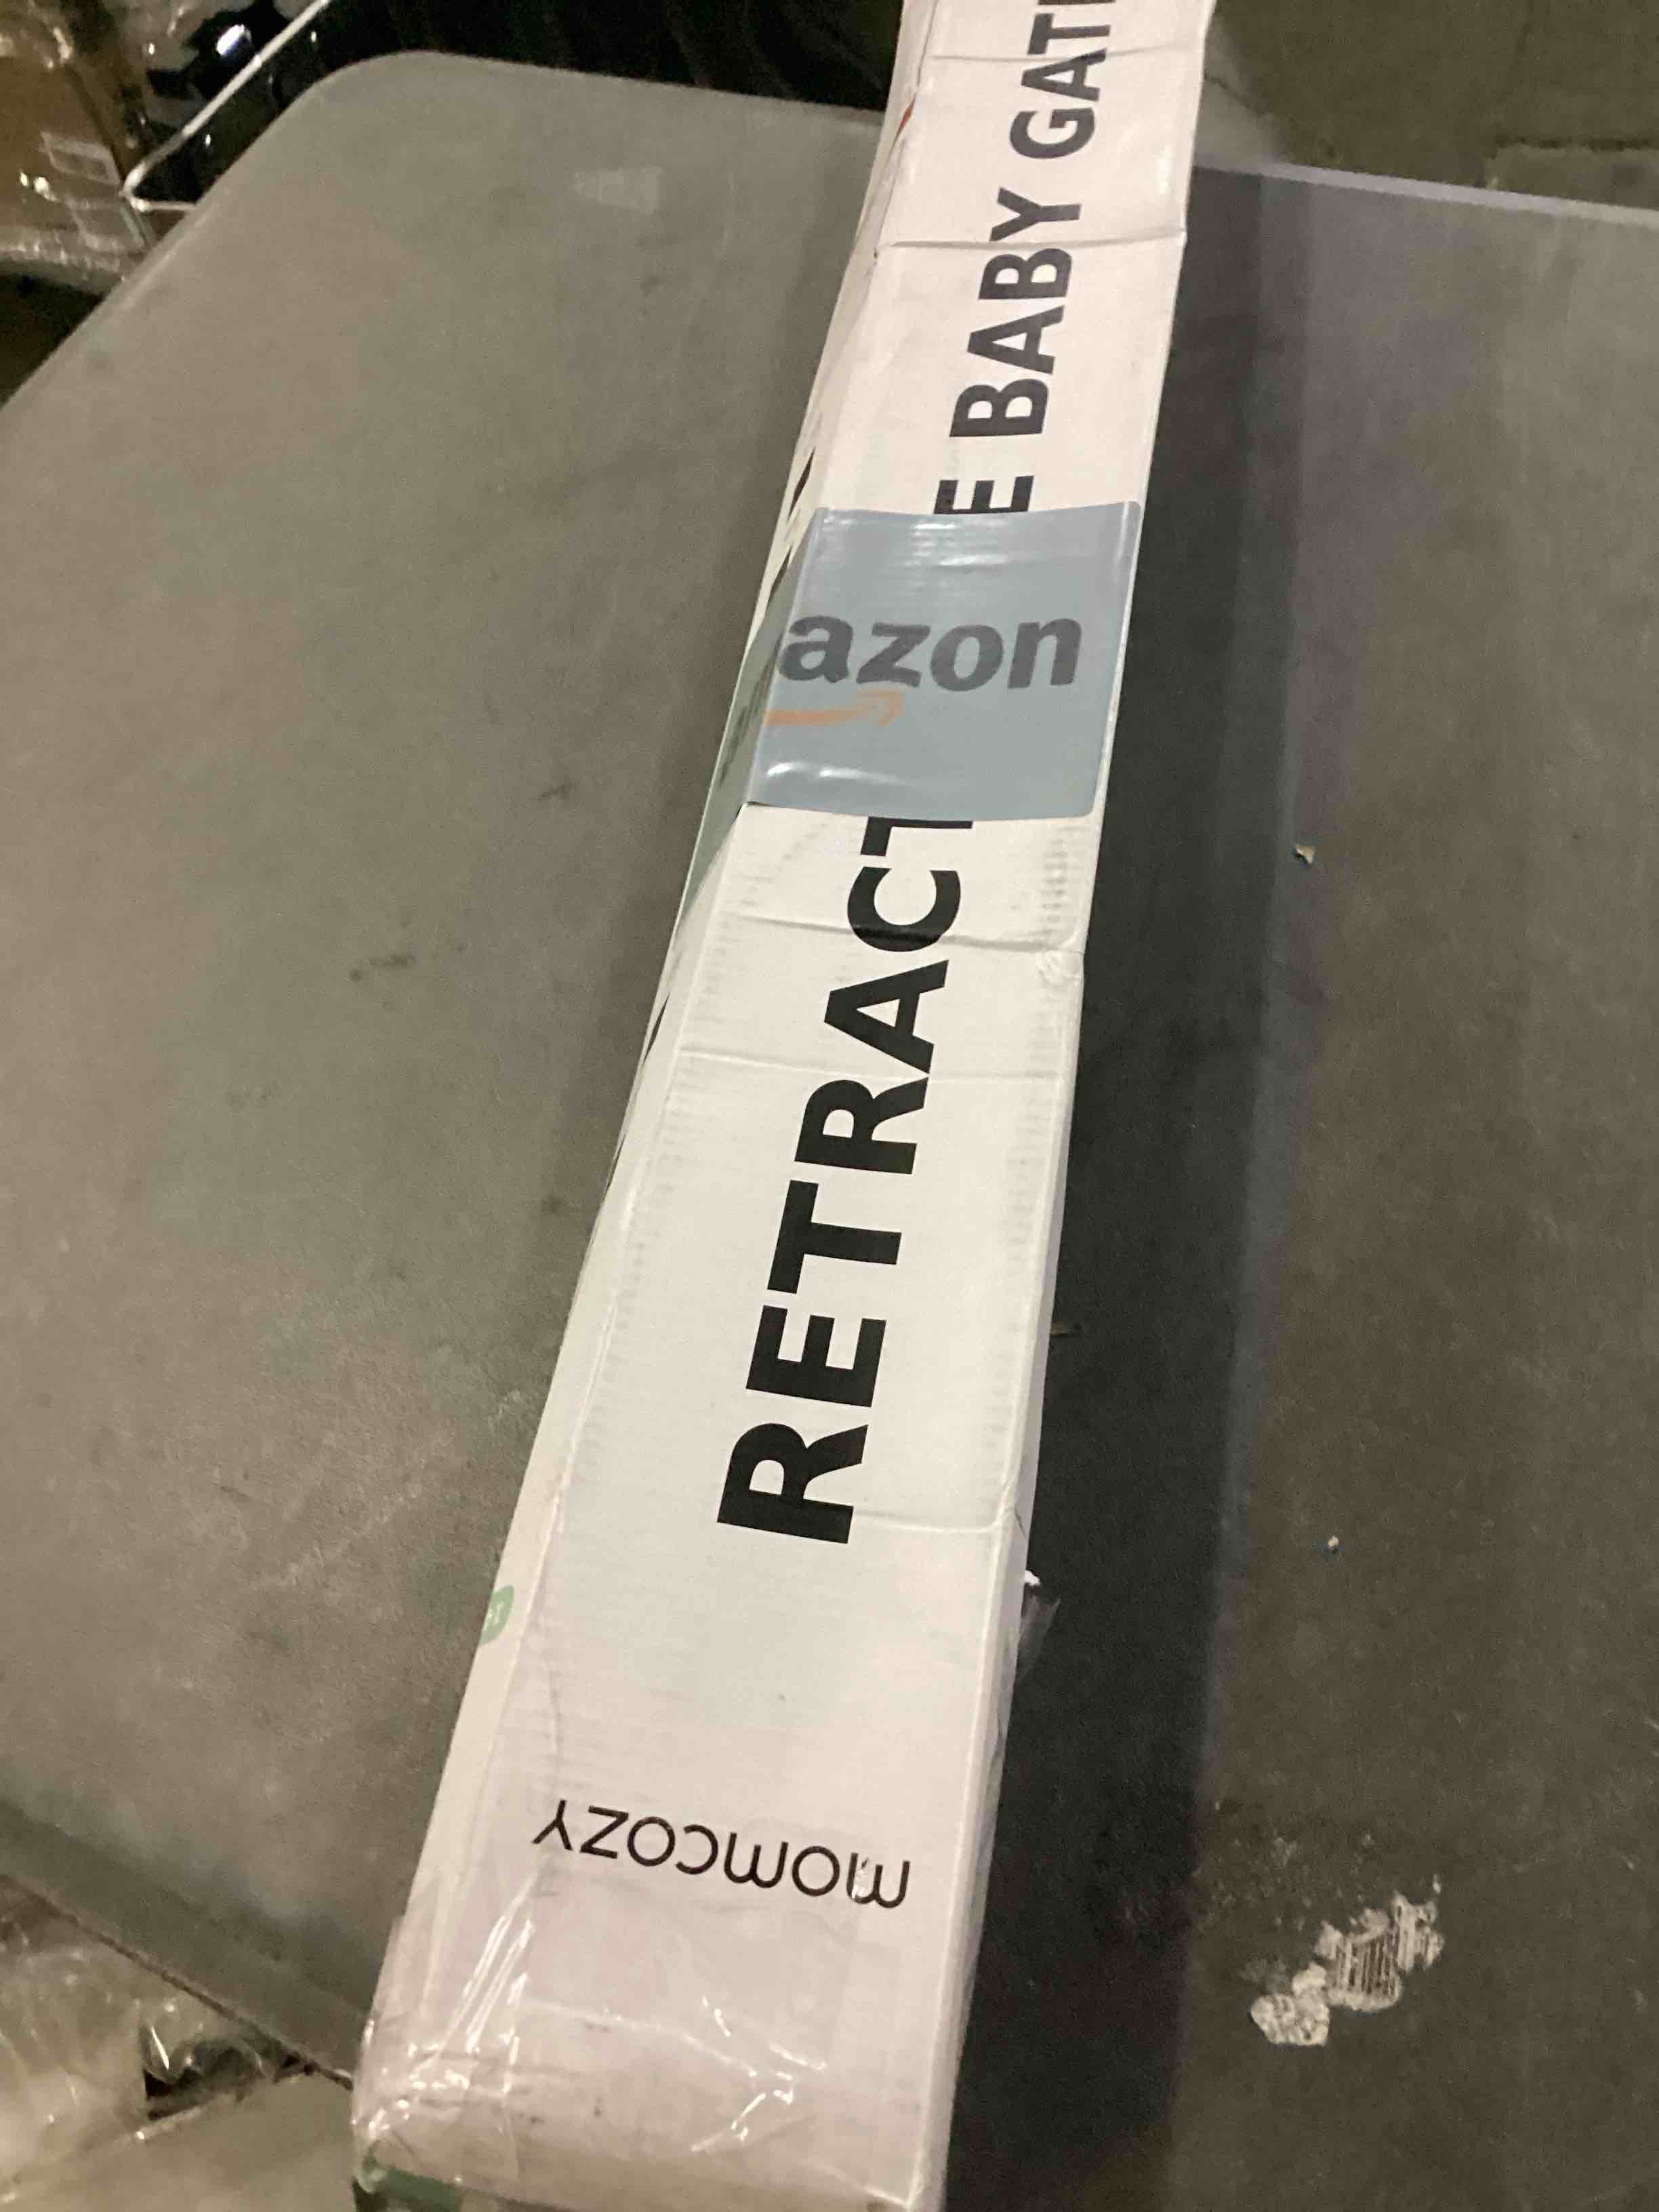 RETRACT
E BABY GAT
azon
momcozy